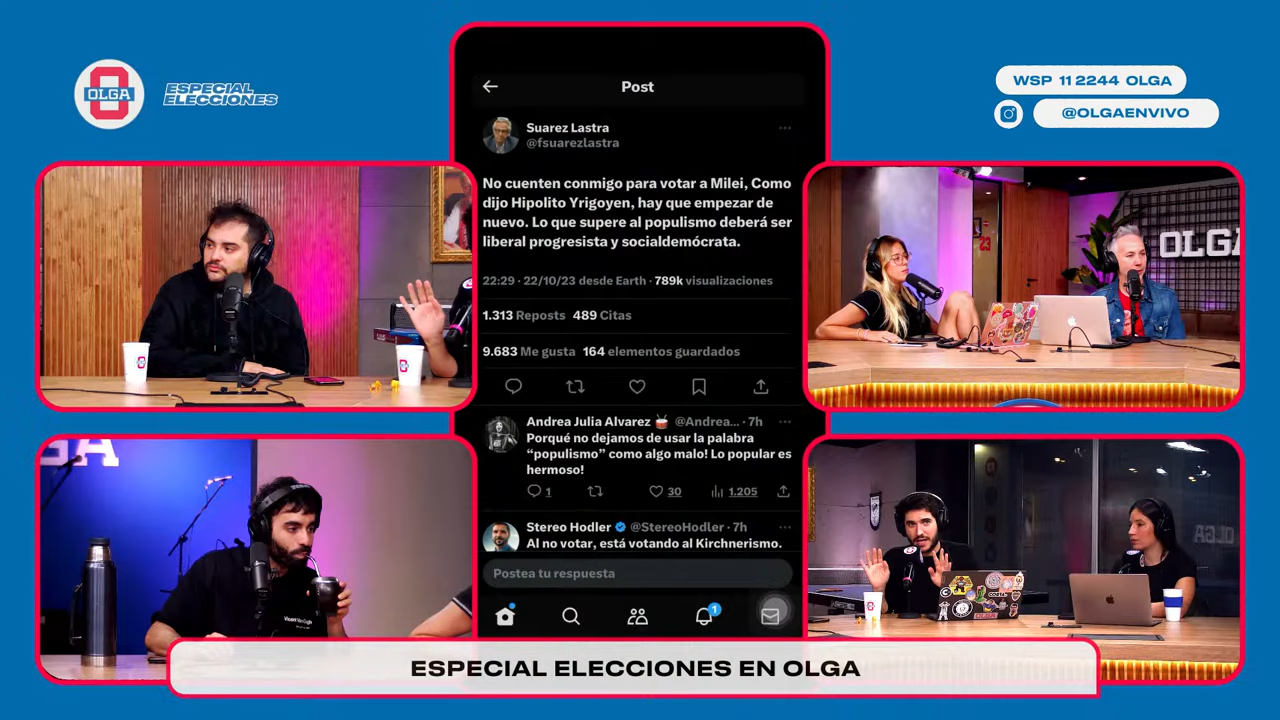 OLGA
ESPECIAL
ELECCIONES
WSP 11 2244 OLGA
@OLGAENVIVO
Post
Suarez Lastra
@fsuarezlastra
No cuenten conmigo para votar a Milei, Como
dijo Hipolito Yrigoyen, hay que empezar de
nuevo. Lo que supere al populismo deberá ser
liberal progresista y socialdemócrata.
22:29 · 22/10/23 desde Earth · 789k visualizaciones
1.313 Reposts 489 Citas
9.683 Me gusta 164 elementos guardados
Andrea Julia Alvarez 🥁 @Andrea... · 7h
Porqué no dejamos de usar la palabra
“populismo” como algo malo! Lo popular es
hermoso!
1 30 1.205
Stereo Hodler @StereoHodler · 7h
Al no votar, está votando al Kirchnerismo.
Postea tu respuesta
1
OLGA
ESPECIAL ELECCIONES EN OLGA